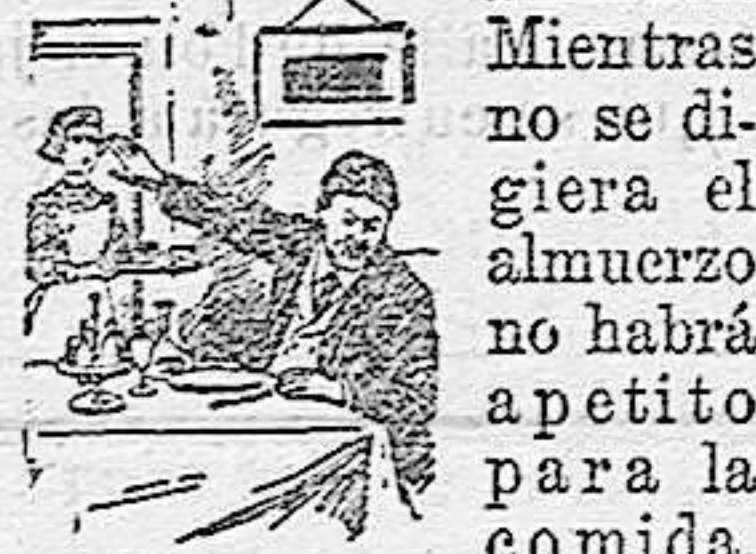 Mientras
no se di-
giera el
almuerzo
no habrá
apetito
para la
comida